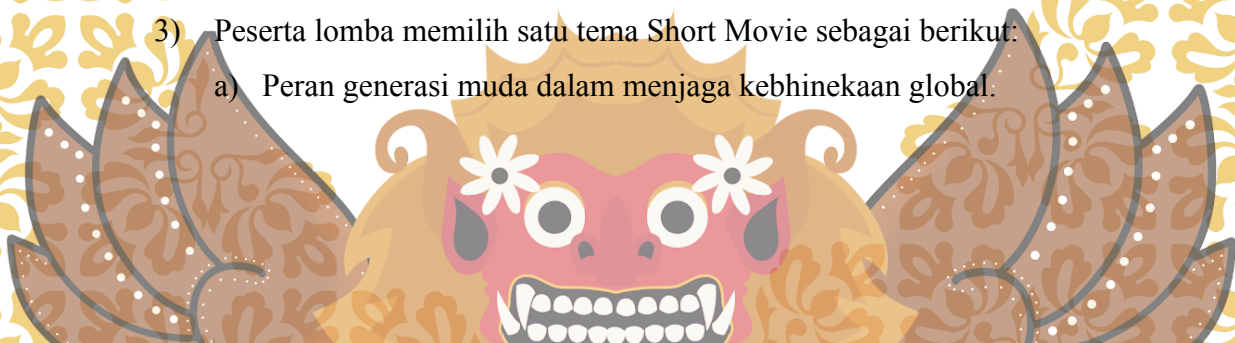 3) Peserta lomba memilih satu tema Short Movie sebagai berikut:
a) Peran generasi muda dalam menjaga kebhinekaan global.